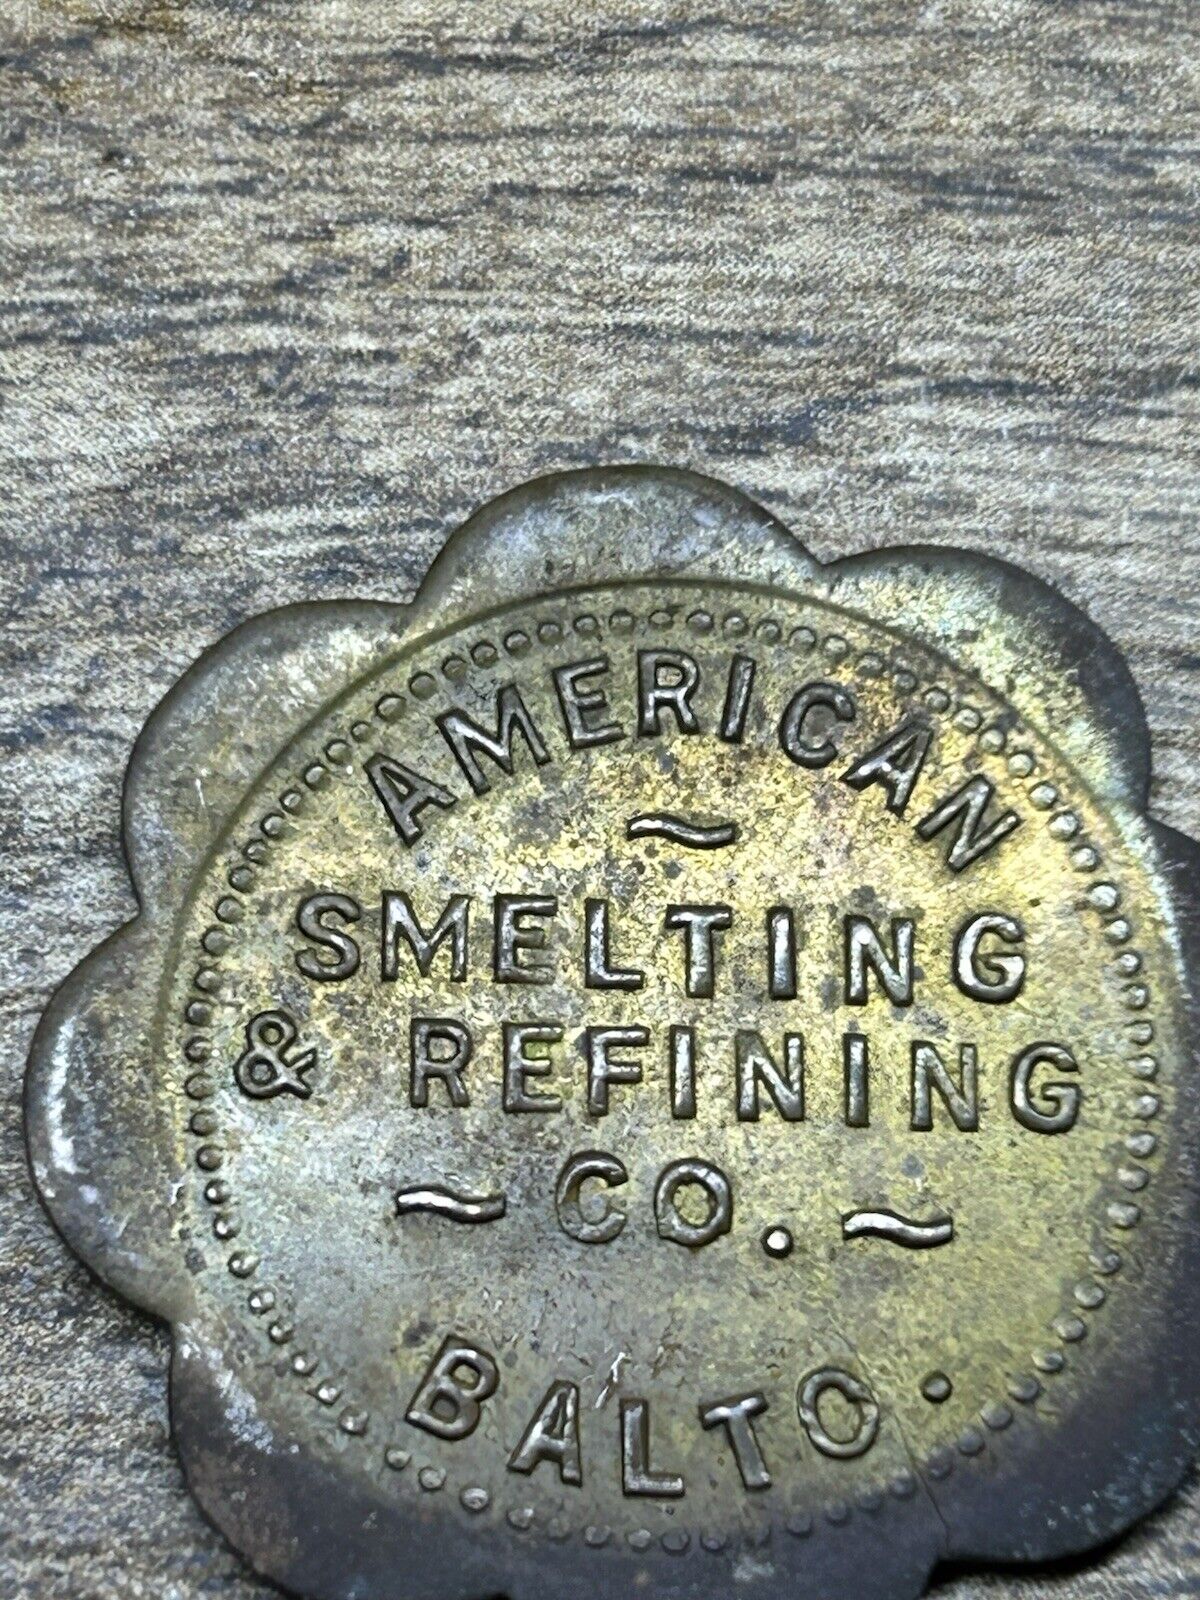 AMERICAN
~
SMELTING
& REFINING
~ CO. ~
BALTO.